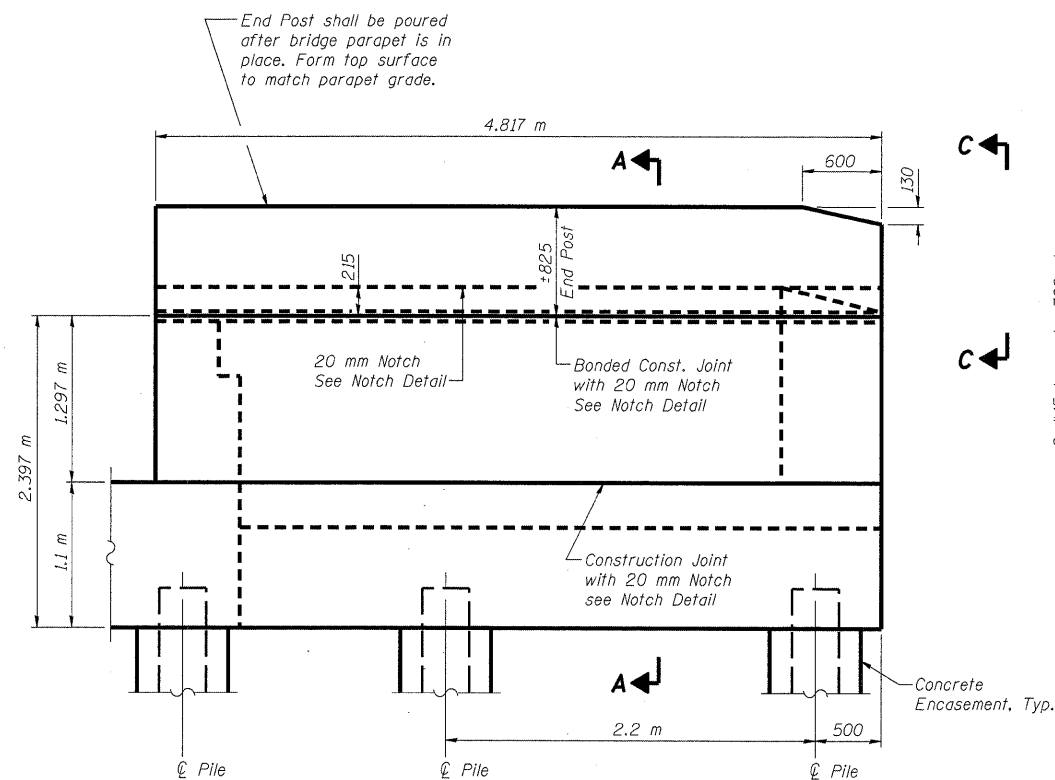 End Post shall be poured
after bridge parapet is in
place. Form top surface
to match parapet grade.
4.817 m
A
C
600
130
215
±825
End Post
20 mm Notch
See Notch Detail
Bonded Const. Joint
with 20 mm Notch
See Notch Detail
C
1.297 m
2.397 m
1.1 m
Construction Joint
with 20 mm Notch
see Notch Detail
A
Concrete
Encasement, Typ.
2.2 m
500
℄ Pile
℄ Pile
℄ Pile